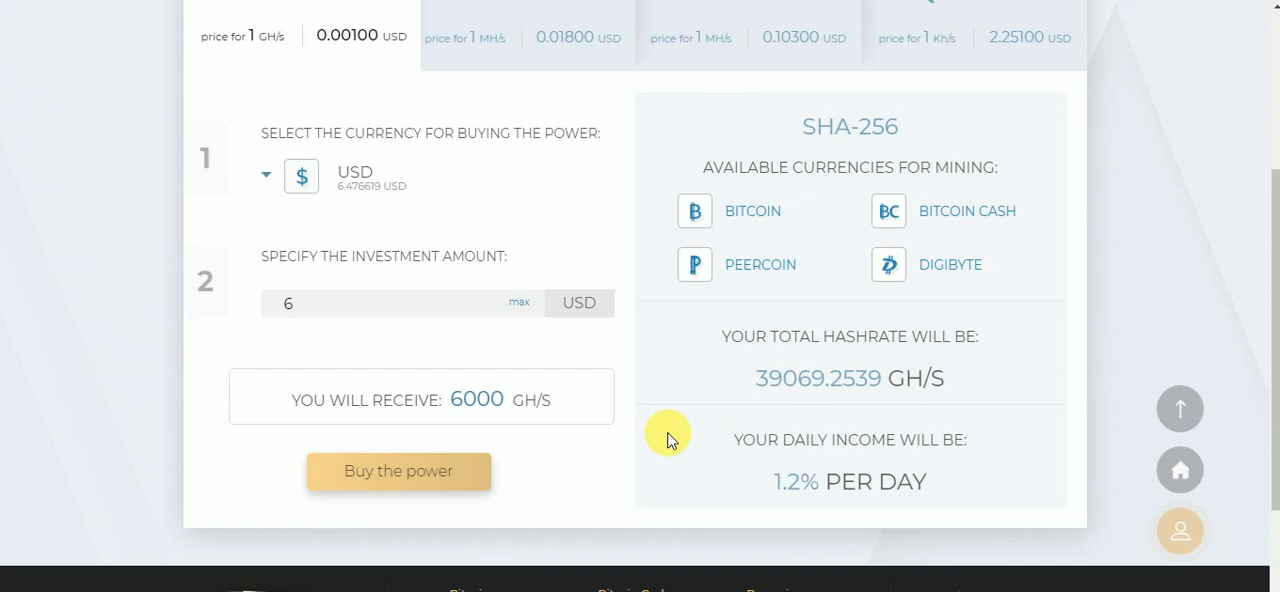 price for 1 GH/s 0.00100 USD
price for 1 MH/s 0.01800 USD
price for 1 MH/s 0.10300 USD
price for 1 Kh/s 2.25100 USD
1
SELECT THE CURRENCY FOR BUYING THE POWER:
$ USD
6.476619 USD
2
SPECIFY THE INVESTMENT AMOUNT:
6 max USD
YOU WILL RECEIVE: 6000 GH/S
Buy the power
SHA-256
AVAILABLE CURRENCIES FOR MINING:
BITCOIN
BC BITCOIN CASH
PEERCOIN
DIGIBYTE
YOUR TOTAL HASHRATE WILL BE:
39069.2539 GH/S
YOUR DAILY INCOME WILL BE:
1.2% PER DAY